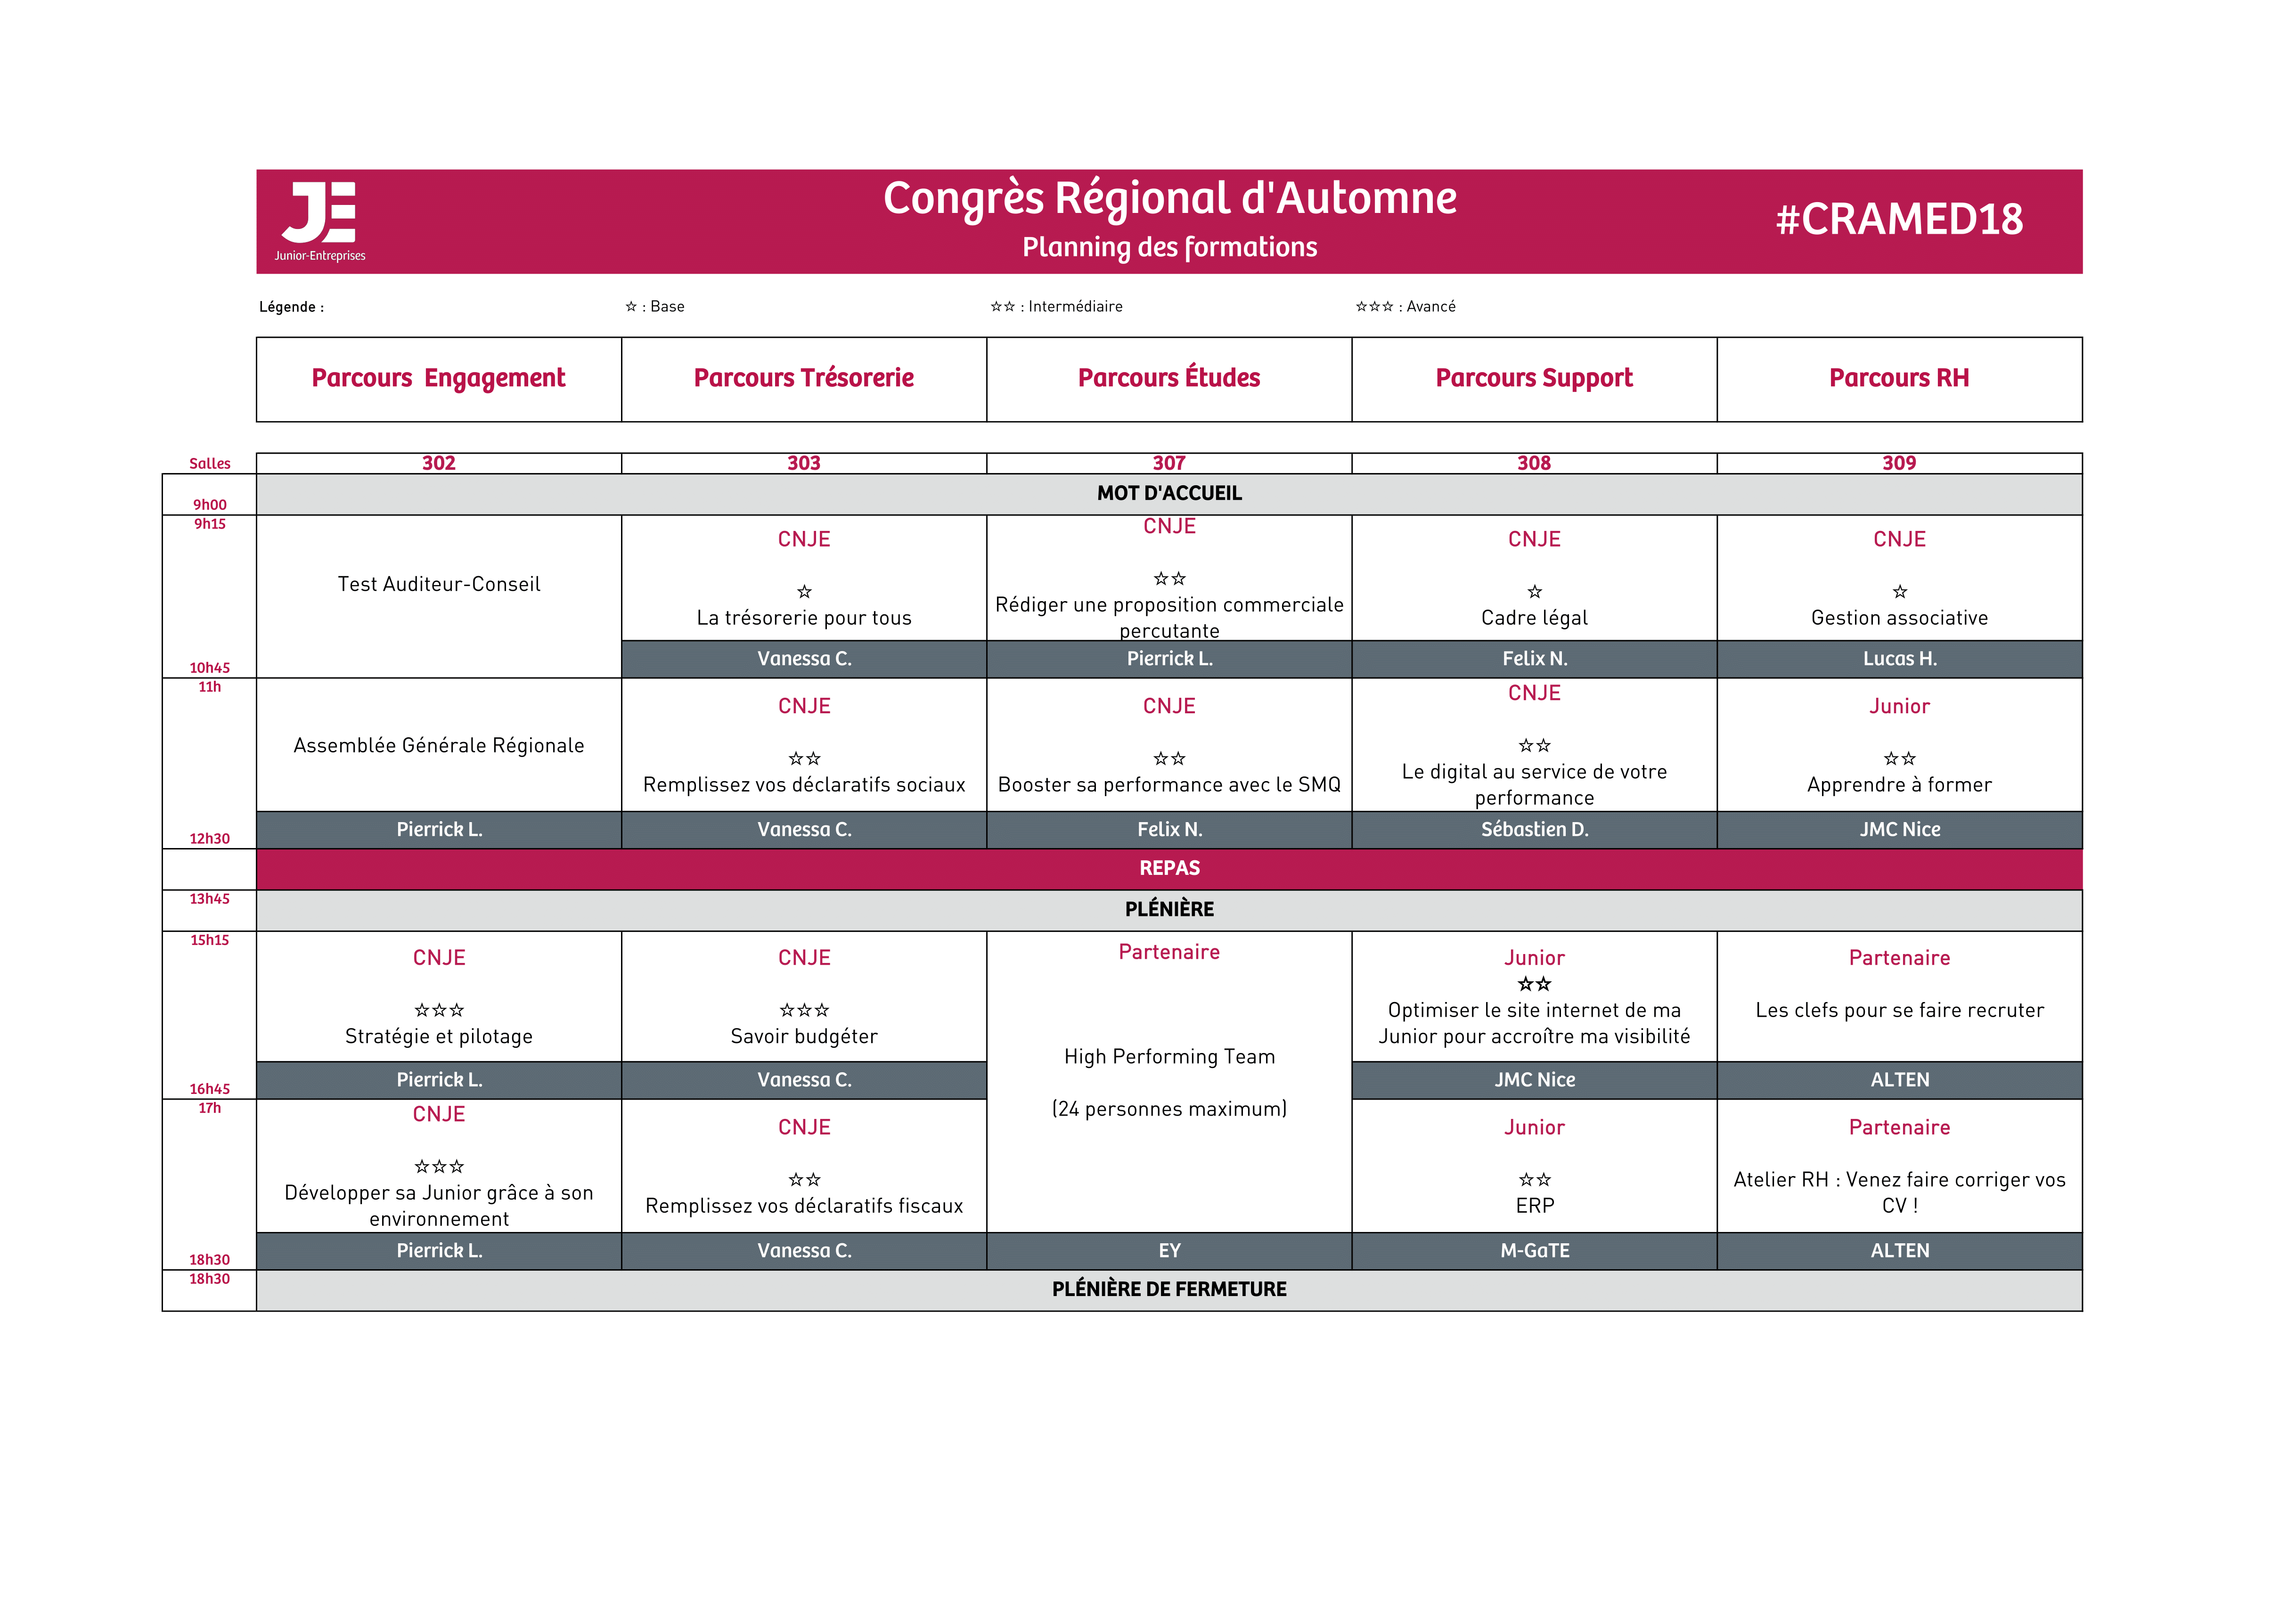 JE
Junior-Entreprises
Congrès Régional d'Automne
Planning des formations
#CRAMED18
Légende :
☆ : Base
☆☆ : Intermédiaire
☆☆☆ : Avancé
Parcours Engagement
Parcours Trésorerie
Parcours Études
Parcours Support
Parcours RH
Salles
302
303
307
308
309
9h00
MOT D'ACCUEIL
9h15
10h45
Test Auditeur-Conseil
CNJE
☆
La trésorerie pour tous
Vanessa C.
CNJE
☆☆
Rédiger une proposition commerciale
percutante
Pierrick L.
CNJE
☆
Cadre légal
Felix N.
CNJE
☆
Gestion associative
Lucas H.
11h
12h30
Assemblée Générale Régionale
Pierrick L.
CNJE
☆☆
Remplissez vos déclaratifs sociaux
Vanessa C.
CNJE
☆☆
Booster sa performance avec le SMQ
Felix N.
CNJE
☆☆
Le digital au service de votre
performance
Sébastien D.
Junior
☆☆
Apprendre à former
JMC Nice
REPAS
13h45
PLÉNIÈRE
15h15
16h45
CNJE
☆☆☆
Stratégie et pilotage
Pierrick L.
CNJE
☆☆☆
Savoir budgéter
Vanessa C.
Partenaire
High Performing Team
(24 personnes maximum)
EY
Junior
☆☆
Optimiser le site internet de ma
Junior pour accroître ma visibilité
JMC Nice
Partenaire
Les clefs pour se faire recruter
ALTEN
17h
18h30
CNJE
☆☆☆
Développer sa Junior grâce à son
environnement
Pierrick L.
CNJE
☆☆
Remplissez vos déclaratifs fiscaux
Vanessa C.
Junior
☆☆
ERP
M-GaTE
Partenaire
Atelier RH : Venez faire corriger vos
CV !
ALTEN
18h30
PLÉNIÈRE DE FERMETURE